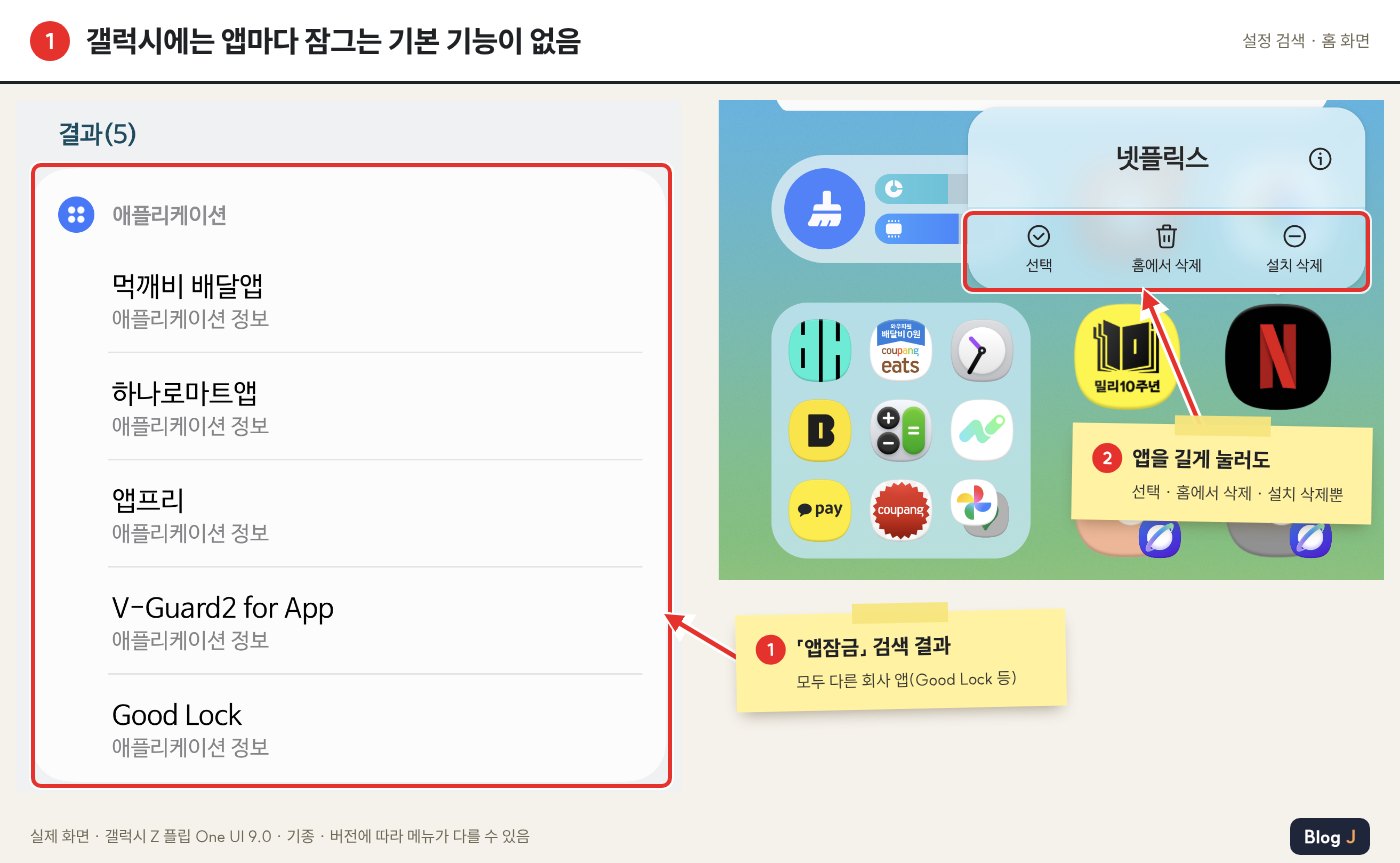 1 갤럭시에는 앱마다 잠그는 기본 기능이 없음
설정 검색 · 홈 화면
결과(5)
애플리케이션
먹깨비 배달앱
애플리케이션 정보
하나로마트앱
애플리케이션 정보
앱프리
애플리케이션 정보
V-Guard2 for App
애플리케이션 정보
Good Lock
애플리케이션 정보
넷플릭스
선택
홈에서 삭제
설치 삭제
와우회원
배달비 0원
coupang
eats
밀리10주년
B
N
pay
coupang
2 앱을 길게 눌러도
선택 · 홈에서 삭제 · 설치 삭제뿐
1 「앱잠금」 검색 결과
모두 다른 회사 앱(Good Lock 등)
실제 화면 · 갤럭시 Z 플립 One UI 9.0 · 기종 · 버전에 따라 메뉴가 다를 수 있음
Blog J